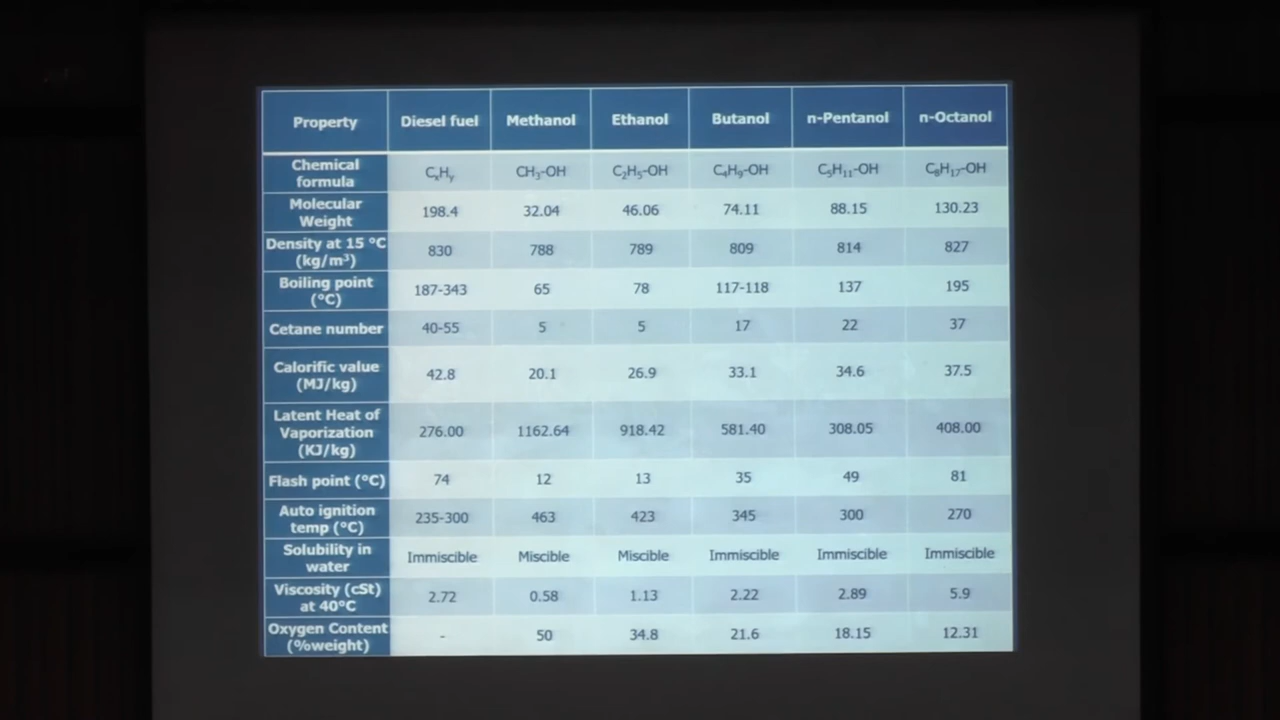 Property Diesel fuel Methanol Ethanol Butanol n-Pentanol n-Octanol
Chemical formula CₓHᵧ CH₃-OH C₂H₅-OH C₄H₉-OH C₅H₁₁-OH C₈H₁₇-OH
Molecular Weight 198.4 32.04 46.06 74.11 88.15 130.23
Density at 15 °C (kg/m³) 830 788 789 809 814 827
Boiling point (°C) 187-343 65 78 117-118 137 195
Cetane number 40-55 5 5 17 22 37
Calorific value (MJ/kg) 42.8 20.1 26.9 33.1 34.6 37.5
Latent Heat of Vaporization (KJ/kg) 276.00 1162.64 918.42 581.40 308.05 408.00
Flash point (°C) 74 12 13 35 49 81
Auto ignition temp (°C) 235-300 463 423 345 300 270
Solubility in water Immiscible Miscible Miscible Immiscible Immiscible Immiscible
Viscosity (cSt) at 40°C 2.72 0.58 1.13 2.22 2.89 5.9
Oxygen Content (%weight) - 50 34.8 21.6 18.15 12.31